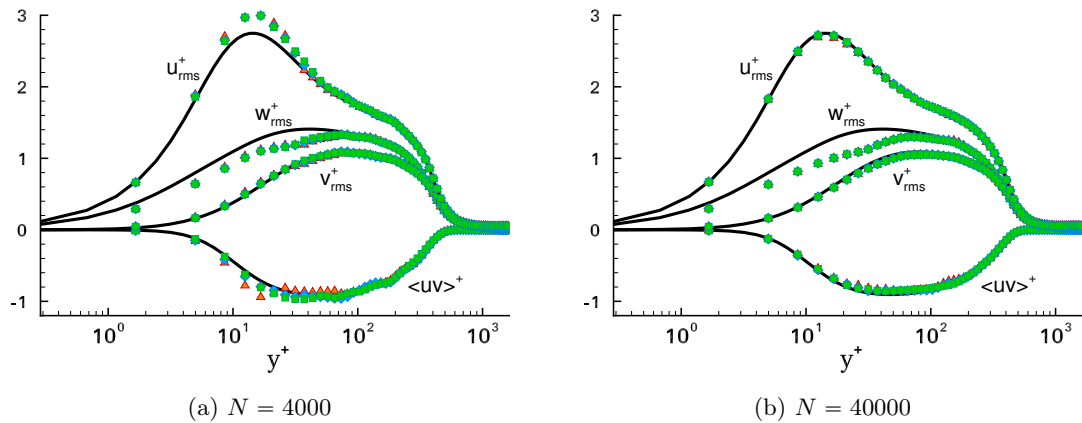 3
2
1
0
-1
u⁺rms
w⁺rms
v⁺rms
<uv>⁺
10⁰ 10¹ 10² 10³
y⁺
(a) N = 4000
3
2
1
0
-1
u⁺rms
w⁺rms
v⁺rms
<uv>⁺
10⁰ 10¹ 10² 10³
y⁺
(b) N = 40000